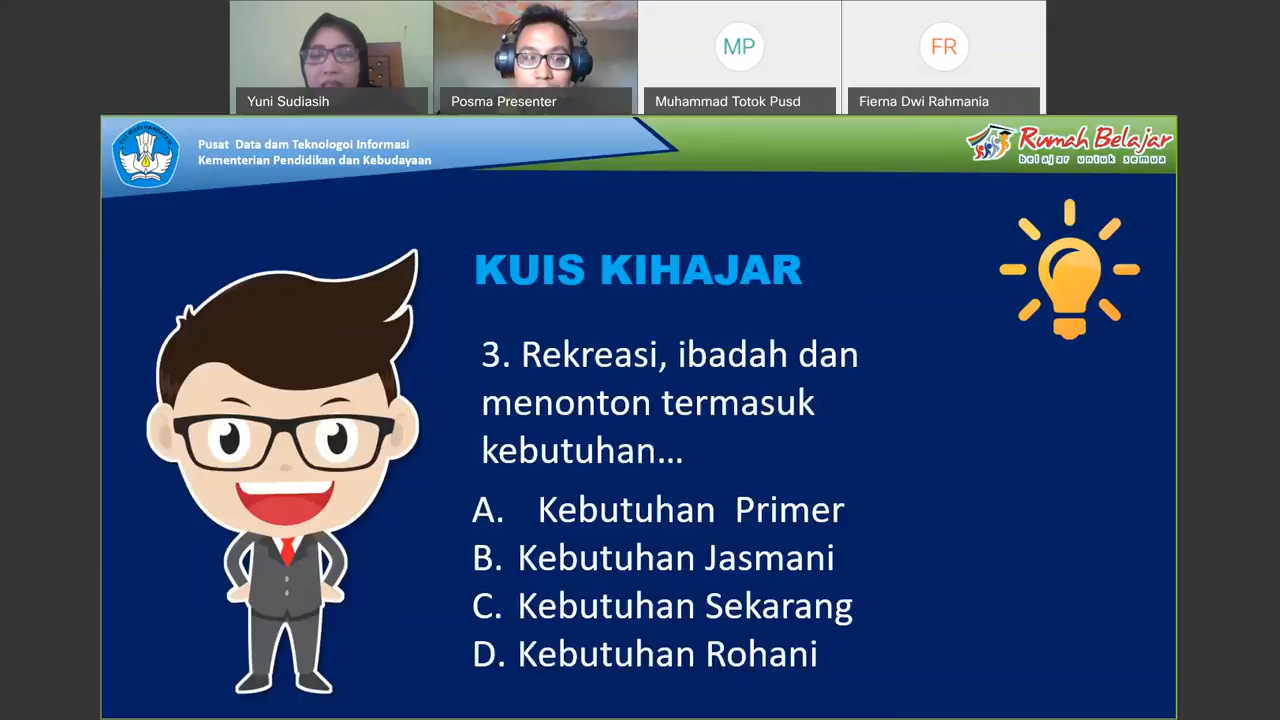 Yuni Sudiasih
Posma Presenter
MP
Muhammad Totok Pusd
FR
Fierna Dwi Rahmania
Pusat Data dam Teknologoi Informasi
Kementerian Pendidikan dan Kebudayaan
Rumah Belajar
belajar untuk semua
KUIS KIHAJAR
3. Rekreasi, ibadah dan
menonton termasuk
kebutuhan...
A. Kebutuhan Primer
B. Kebutuhan Jasmani
C. Kebutuhan Sekarang
D. Kebutuhan Rohani